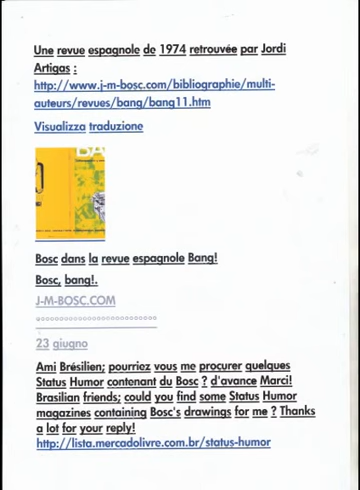 Une revue espagnole de 1974 retrouvée par Jordi
Artigas :
http://www.j-m-bosc.com/bibliographie/multi-
auteurs/revues/bang/bang11.htm
Visualizza traduzione
BA
Bosc dans la revue espagnole Bang!
Bosc, bang!.
J-M-BOSC.COM
°°°°°°°°°°°°°°°°°°°°°°°°°°
23 giugno
Ami Brésilien; pourriez vous me procurer quelques
Status Humor contenant du Bosc ? d'avance Marci!
Brasilian friends; could you find some Status Humor
magazines containing Bosc's drawings for me ? Thanks
a lot for your reply!
http://lista.mercadolivre.com.br/status-humor